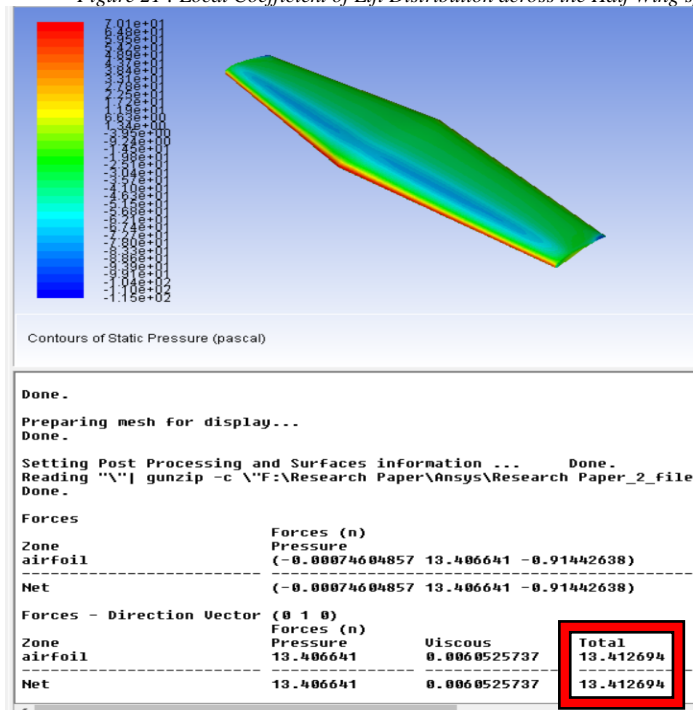 Figure 21 : Local Coefficient of Lift Distribution across the Half Wing
7.01e+01
6.48e+01
5.95e+01
5.42e+01
4.89e+01
4.37e+01
3.84e+01
3.31e+01
2.78e+01
2.25e+01
1.72e+01
1.19e+01
6.63e+00
1.34e+00
-3.95e+00
-9.24e+00
-1.45e+01
-1.98e+01
-2.51e+01
-3.04e+01
-3.57e+01
-4.10e+01
-4.63e+01
-5.15e+01
-5.68e+01
-6.21e+01
-6.74e+01
-7.27e+01
-7.80e+01
-8.33e+01
-8.86e+01
-9.39e+01
-9.91e+01
-1.04e+02
-1.10e+02
-1.15e+02
Contours of Static Pressure (pascal)
Done.
Preparing mesh for display...
Done.
Setting Post Processing and Surfaces information ... Done.
Reading "\"| gunzip -c \"F:\Research Paper\Ansys\Research Paper_2_file
Done.
Forces
Forces (n)
Zone Pressure
airfoil (-0.00074604857 13.406641 -0.91442638)
Net (-0.00074604857 13.406641 -0.91442638)
Forces - Direction Vector (0 1 0)
Forces (n)
Zone Pressure Viscous Total
airfoil 13.406641 0.0060525737 13.412694
Net 13.406641 0.0060525737 13.412694